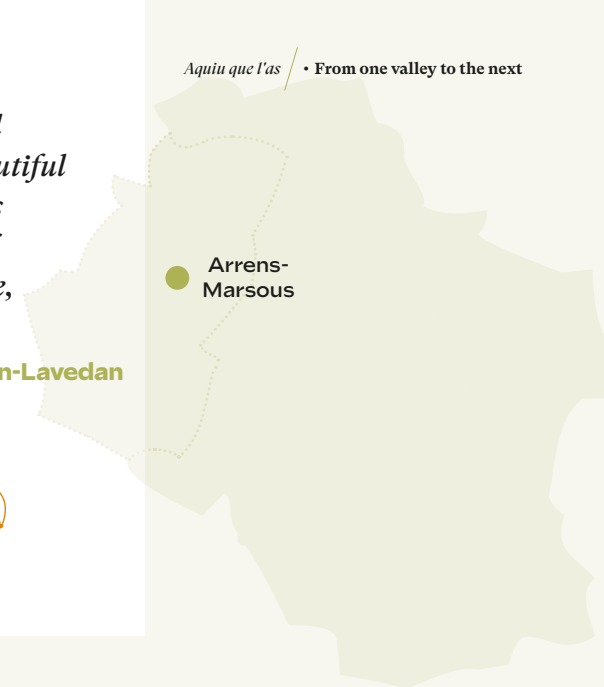 Aquiu que l'as / • From one valley to the next
Arrens-
Marsous
n-Lavedan